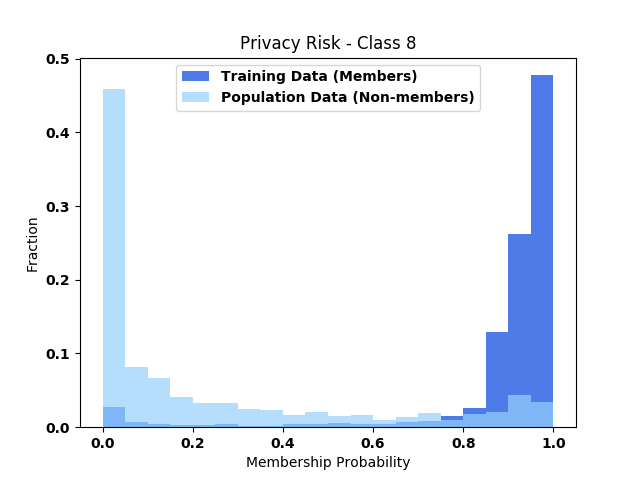 Privacy Risk - Class 8
Training Data (Members)
Population Data (Non-members)
Fraction
0.5
0.4
0.3
0.2
0.1
0.0
0.0 0.2 0.4 0.6 0.8 1.0
Membership Probability